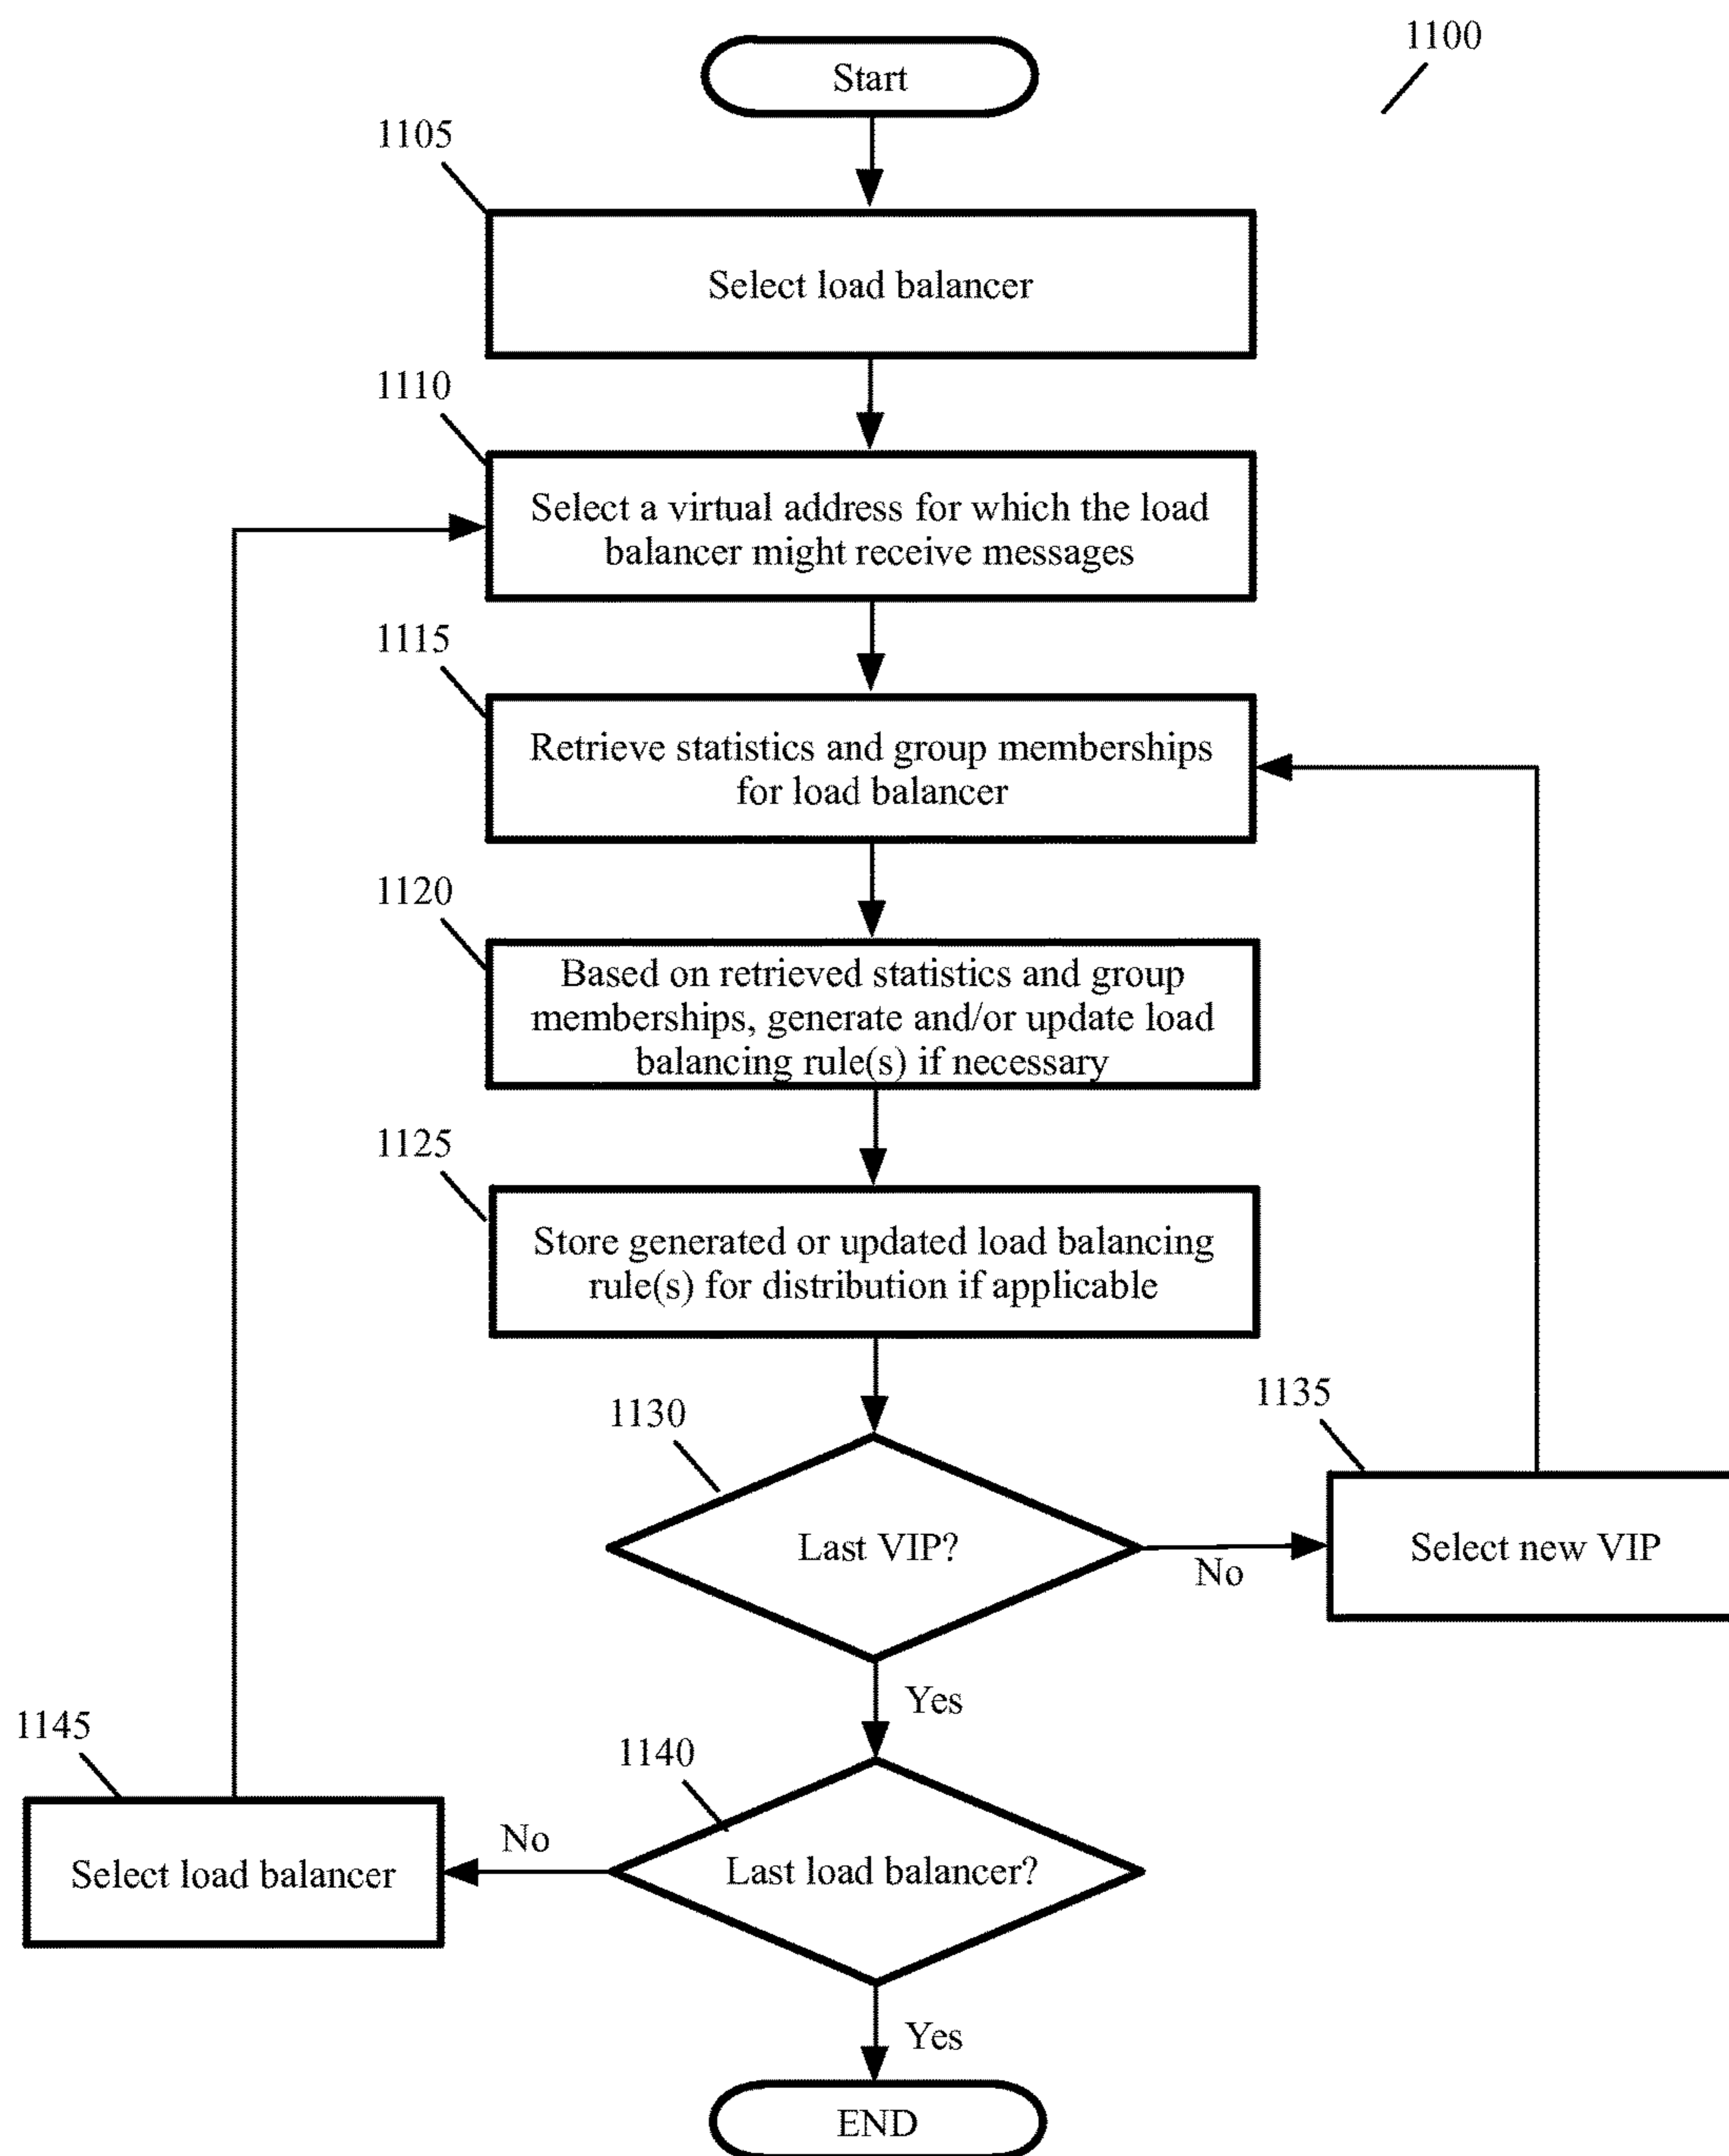 1100
Start
1105
Select load balancer
1110
Select a virtual address for which the load
balancer might receive messages
1115
Retrieve statistics and group memberships
for load balancer
1120
Based on retrieved statistics and group
memberships, generate and/or update load
balancing rule(s) if necessary
1125
Store generated or updated load balancing
rule(s) for distribution if applicable
1130
Last VIP?
No
1135
Select new VIP
Yes
1140
Last load balancer?
No
1145
Select load balancer
Yes
END